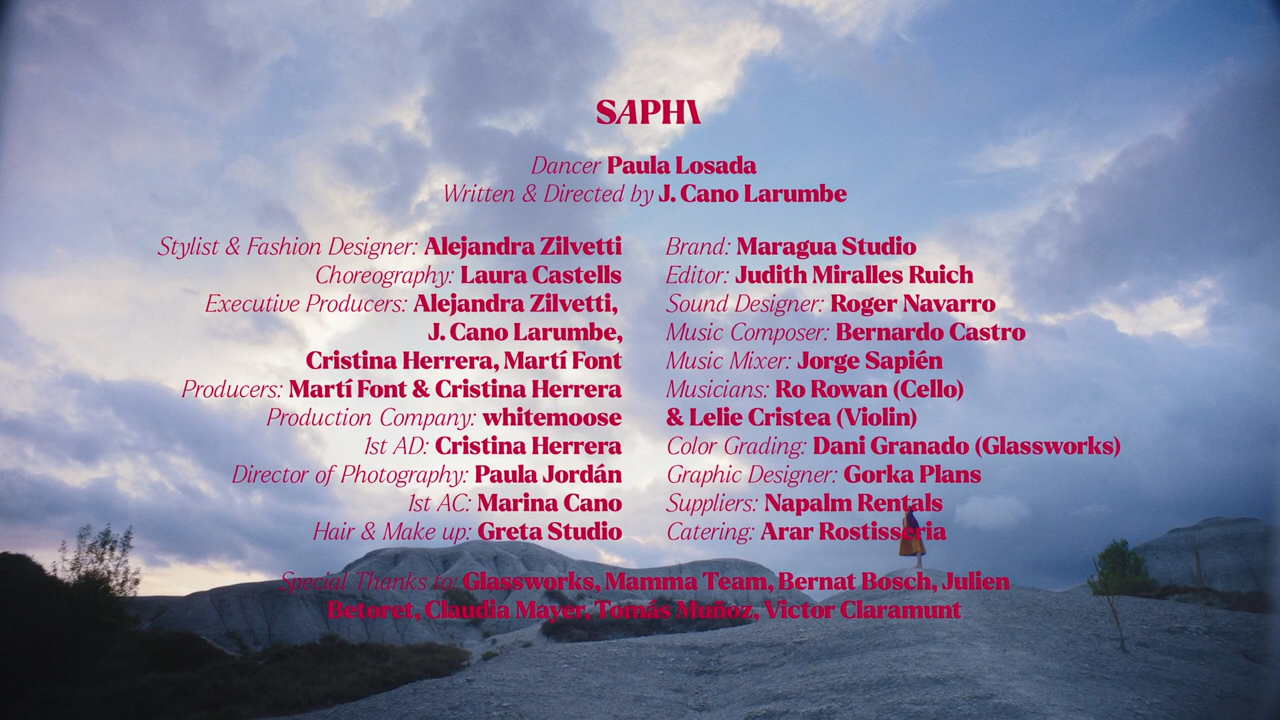 SAPHI
Dancer Paula Losada
Written & Directed by J. Cano Larumbe
Stylist & Fashion Designer: Alejandra Zilvetti
Choreography: Laura Castells
Executive Producers: Alejandra Zilvetti,
J. Cano Larumbe,
Cristina Herrera, Martí Font
Producers: Martí Font & Cristina Herrera
Production Company: whitemoose
1st AD: Cristina Herrera
Director of Photography: Paula Jordán
1st AC: Marina Cano
Hair & Make up: Greta Studio
Brand: Maragua Studio
Editor: Judith Miralles Ruich
Sound Designer: Roger Navarro
Music Composer: Bernardo Castro
Music Mixer: Jorge Sapién
Musicians: Ro Rowan (Cello)
& Lelie Cristea (Violin)
Color Grading: Dani Granado (Glassworks)
Graphic Designer: Gorka Plans
Suppliers: Napalm Rentals
Catering: Arar Rostisseria
Special Thanks to: Glassworks, Mamma Team, Bernat Bosch, Julien
Betoret, Claudia Mayer, Tomás Muñoz, Victor Claramunt